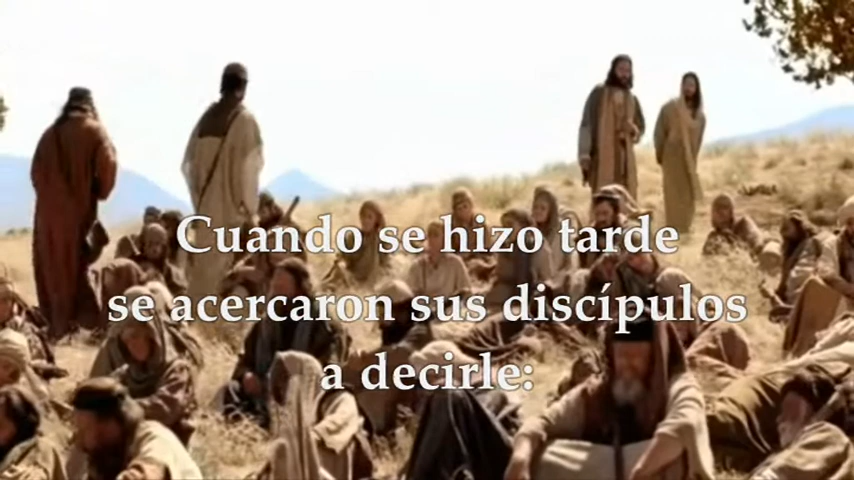 Cuando se hizo tarde
se acercaron sus discípulos
a decirle: